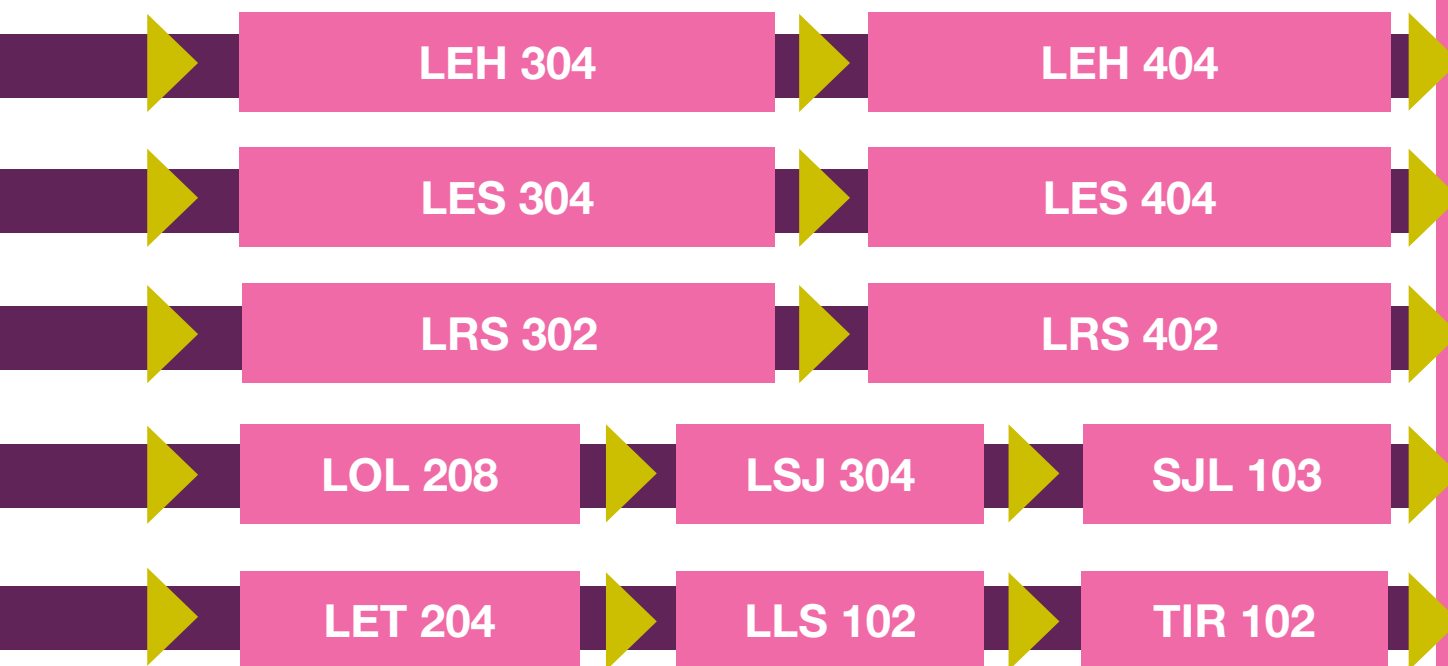 LEH 304 LEH 404
LES 304 LES 404
LRS 302 LRS 402
LOL 208 LSJ 304 SJL 103
LET 204 LLS 102 TIR 102